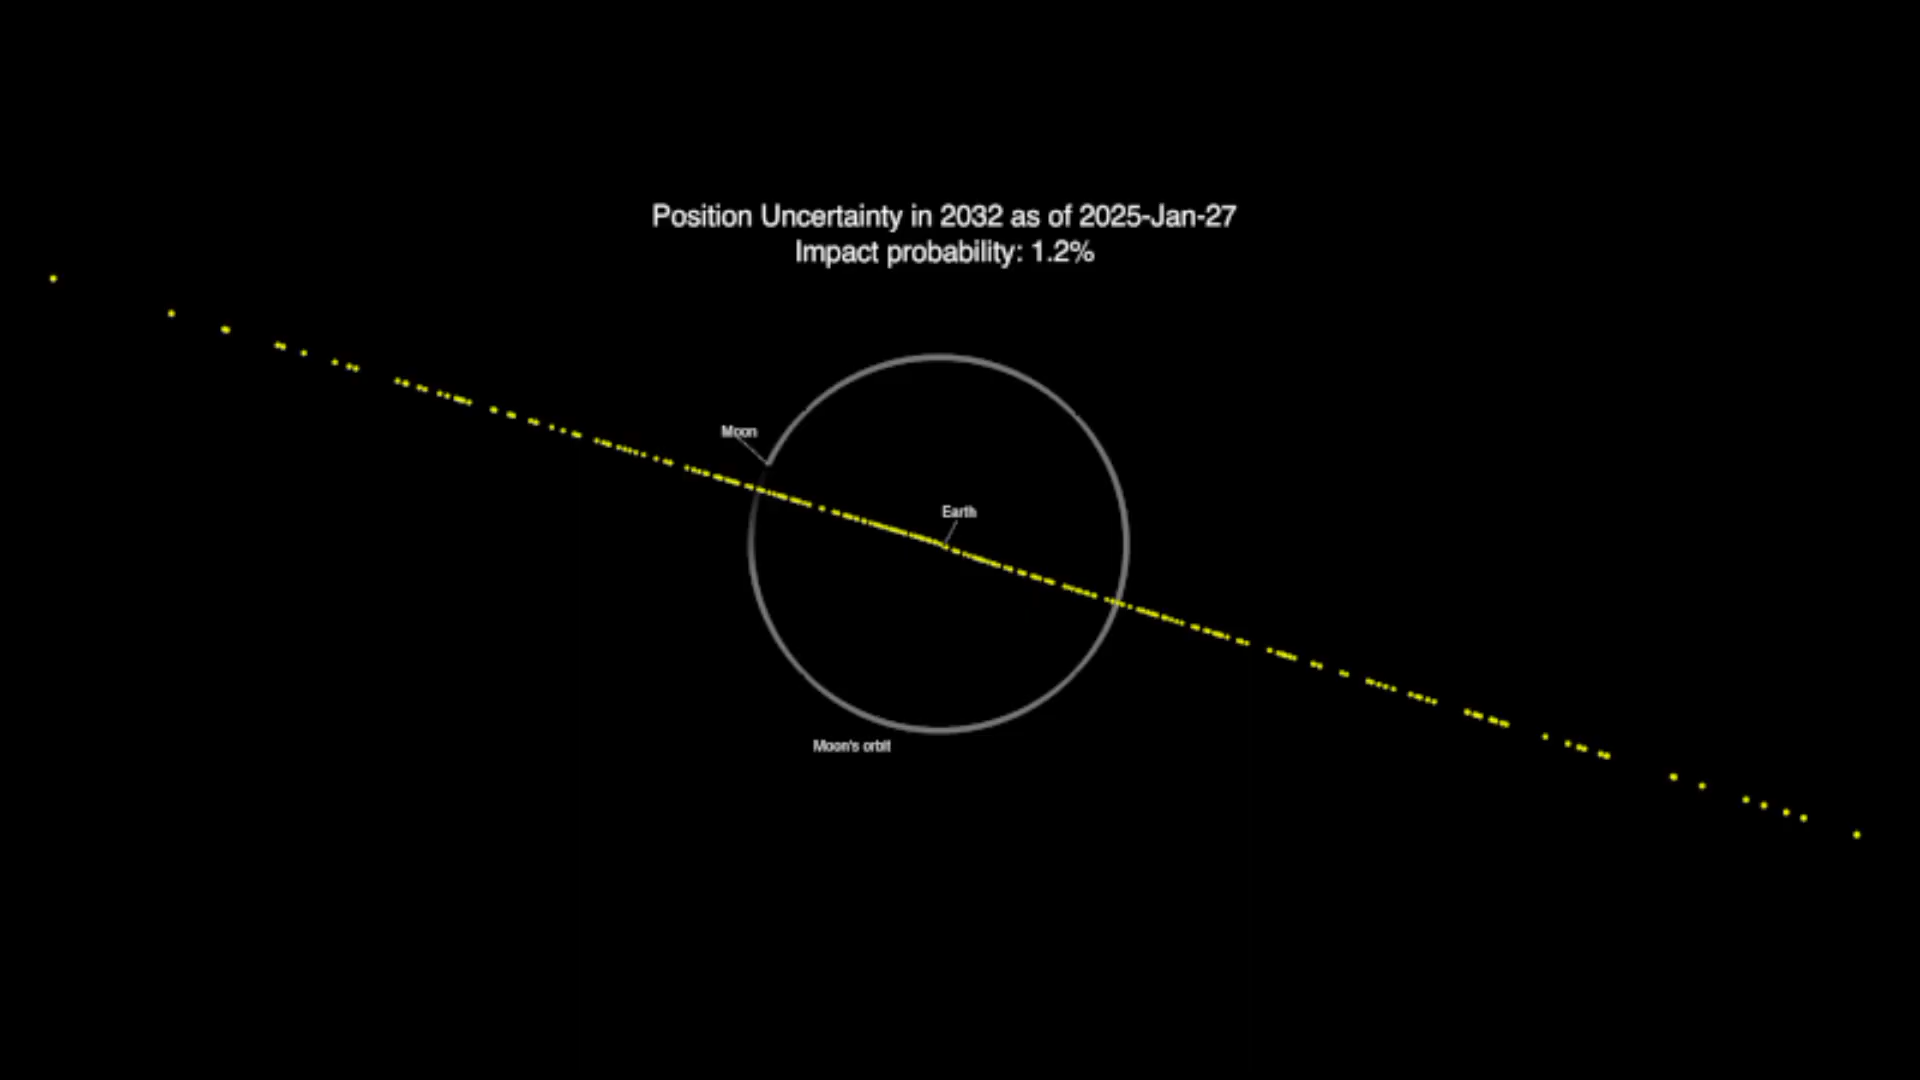 Position Uncertainty in 2032 as of 2025-Jan-27
Impact probability: 1.2%
Moon
Earth
Moon's orbit